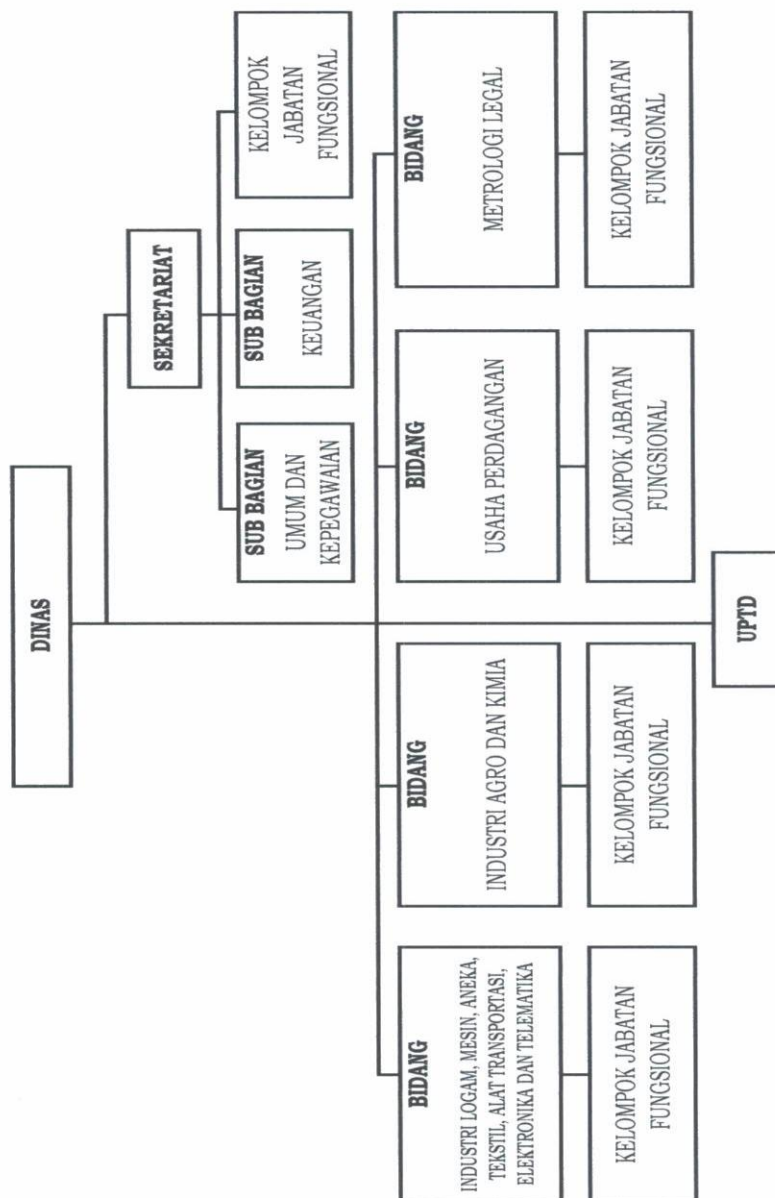 DINAS
SEKRETARIAT
SUB BAGIAN
UMUM DAN
KEPEGAWAIAN
SUB BAGIAN
KEUANGAN
KELOMPOK
JABATAN
FUNGSIONAL
BIDANG
INDUSTRI LOGAM, MESIN, ANEKA,
TEKSTIL, ALAT TRANSPORTASI,
ELEKTRONIKA DAN TELEMATIKA
BIDANG
INDUSTRI AGRO DAN KIMIA
BIDANG
USAHA PERDAGANGAN
BIDANG
METROLOGI LEGAL
KELOMPOK JABATAN
FUNGSIONAL
KELOMPOK JABATAN
FUNGSIONAL
KELOMPOK JABATAN
FUNGSIONAL
KELOMPOK JABATAN
FUNGSIONAL
UPTD